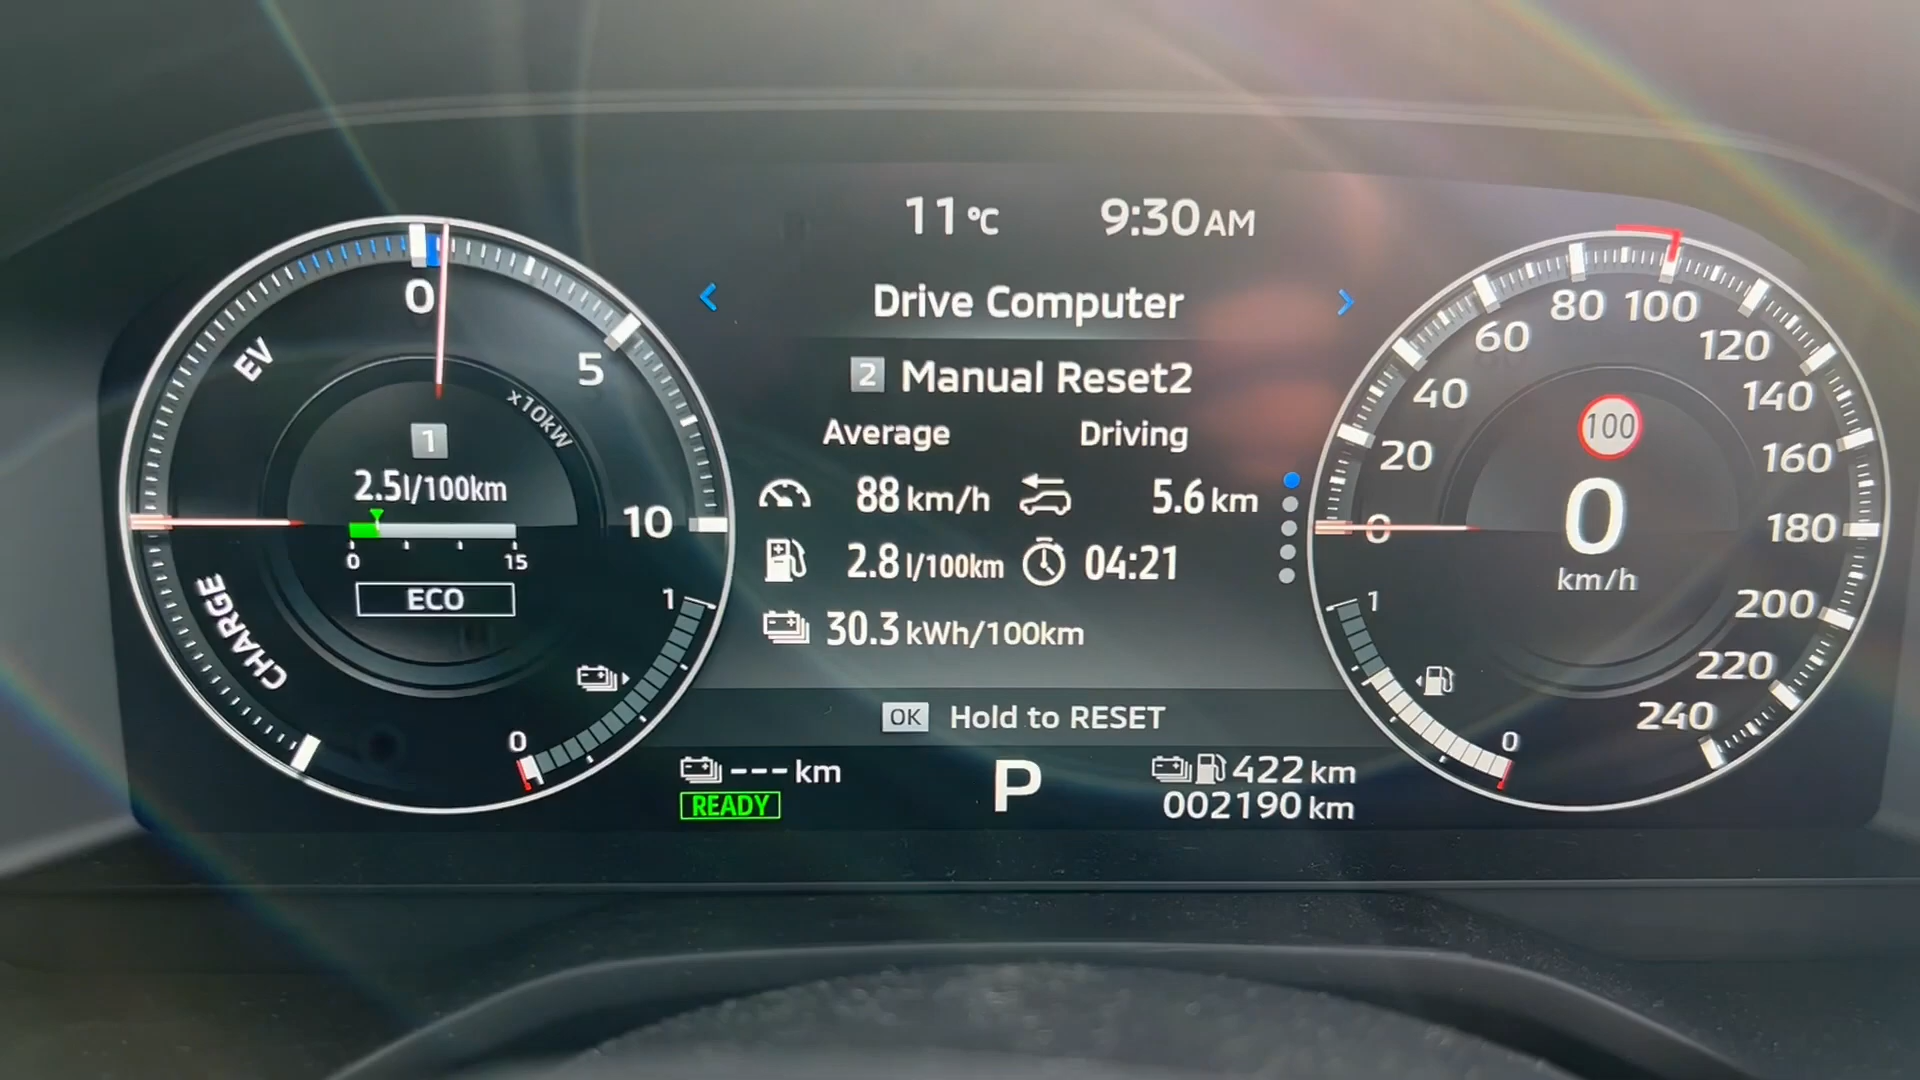 11 °C 9:30 AM
Drive Computer
2 Manual Reset2
Average Driving
88 km/h 5.6 km
2.8 l/100km 04:21
30.3 kWh/100km
OK Hold to RESET
--- km
READY
P
422 km
002190 km
0
5
10
x10kW
EV
CHARGE
1
2.5 l/100km
0 15
ECO
1
0
0
20
40
60
80
100
120
140
160
180
200
220
240
100
0
km/h
1
0